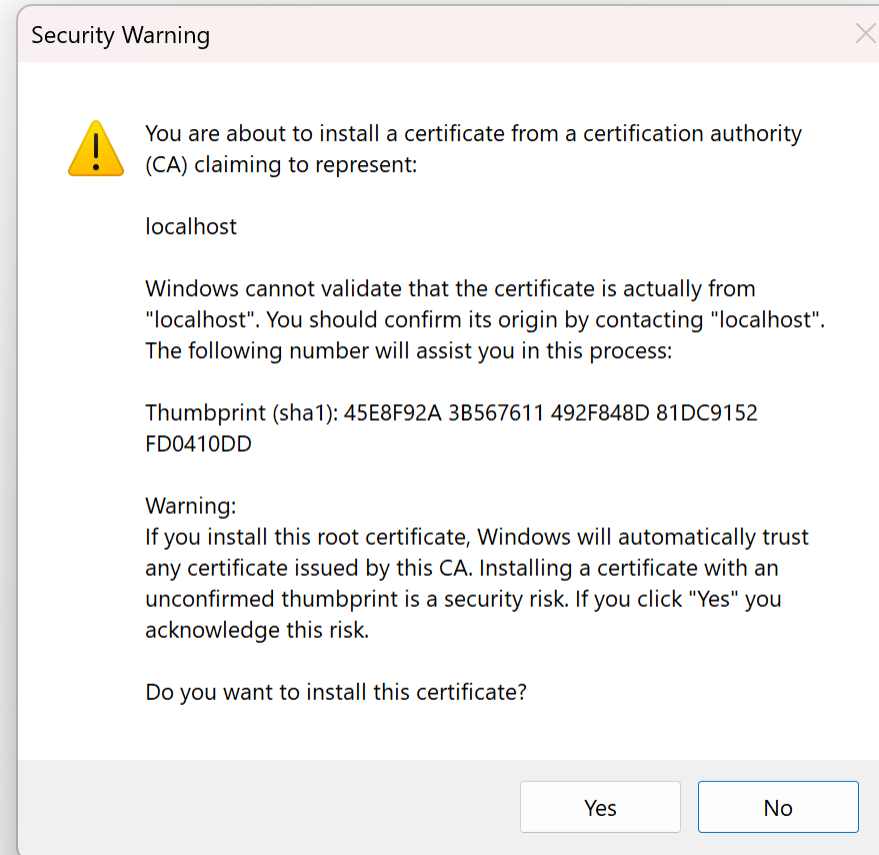 Security Warning
You are about to install a certificate from a certification authority
(CA) claiming to represent:
localhost
Windows cannot validate that the certificate is actually from
"localhost". You should confirm its origin by contacting "localhost".
The following number will assist you in this process:
Thumbprint (sha1): 45E8F92A 3B567611 492F848D 81DC9152
FD0410DD
Warning:
If you install this root certificate, Windows will automatically trust
any certificate issued by this CA. Installing a certificate with an
unconfirmed thumbprint is a security risk. If you click "Yes" you
acknowledge this risk.
Do you want to install this certificate?
Yes No